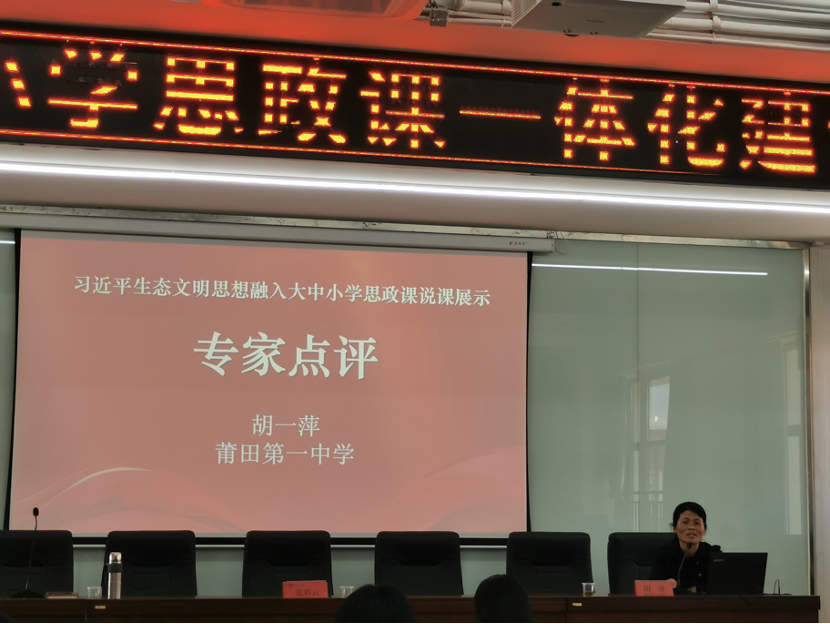 小学思政课一体化建
习近平生态文明思想融入大中小学思政课说课展示
专家点评
胡一萍
莆田第一中学